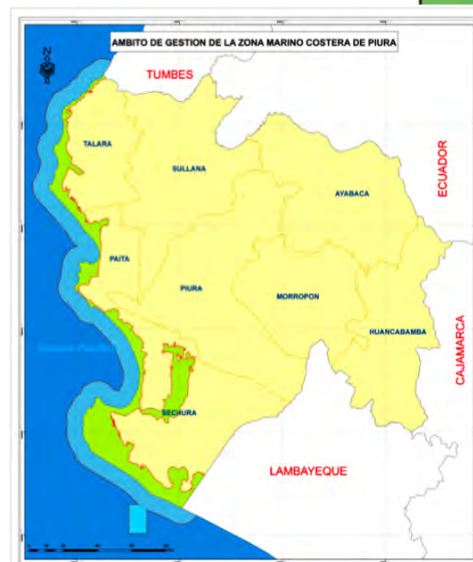 AMBITO DE GESTION DE LA ZONA MARINO COSTERA DE PIURA
N
TUMBES
TALARA
SULLANA
ECUADOR
AYABACA
PAITA
PIURA
MORROPON
HUANCABAMBA
CAJAMARCA
SECHURA
LAMBAYEQUE